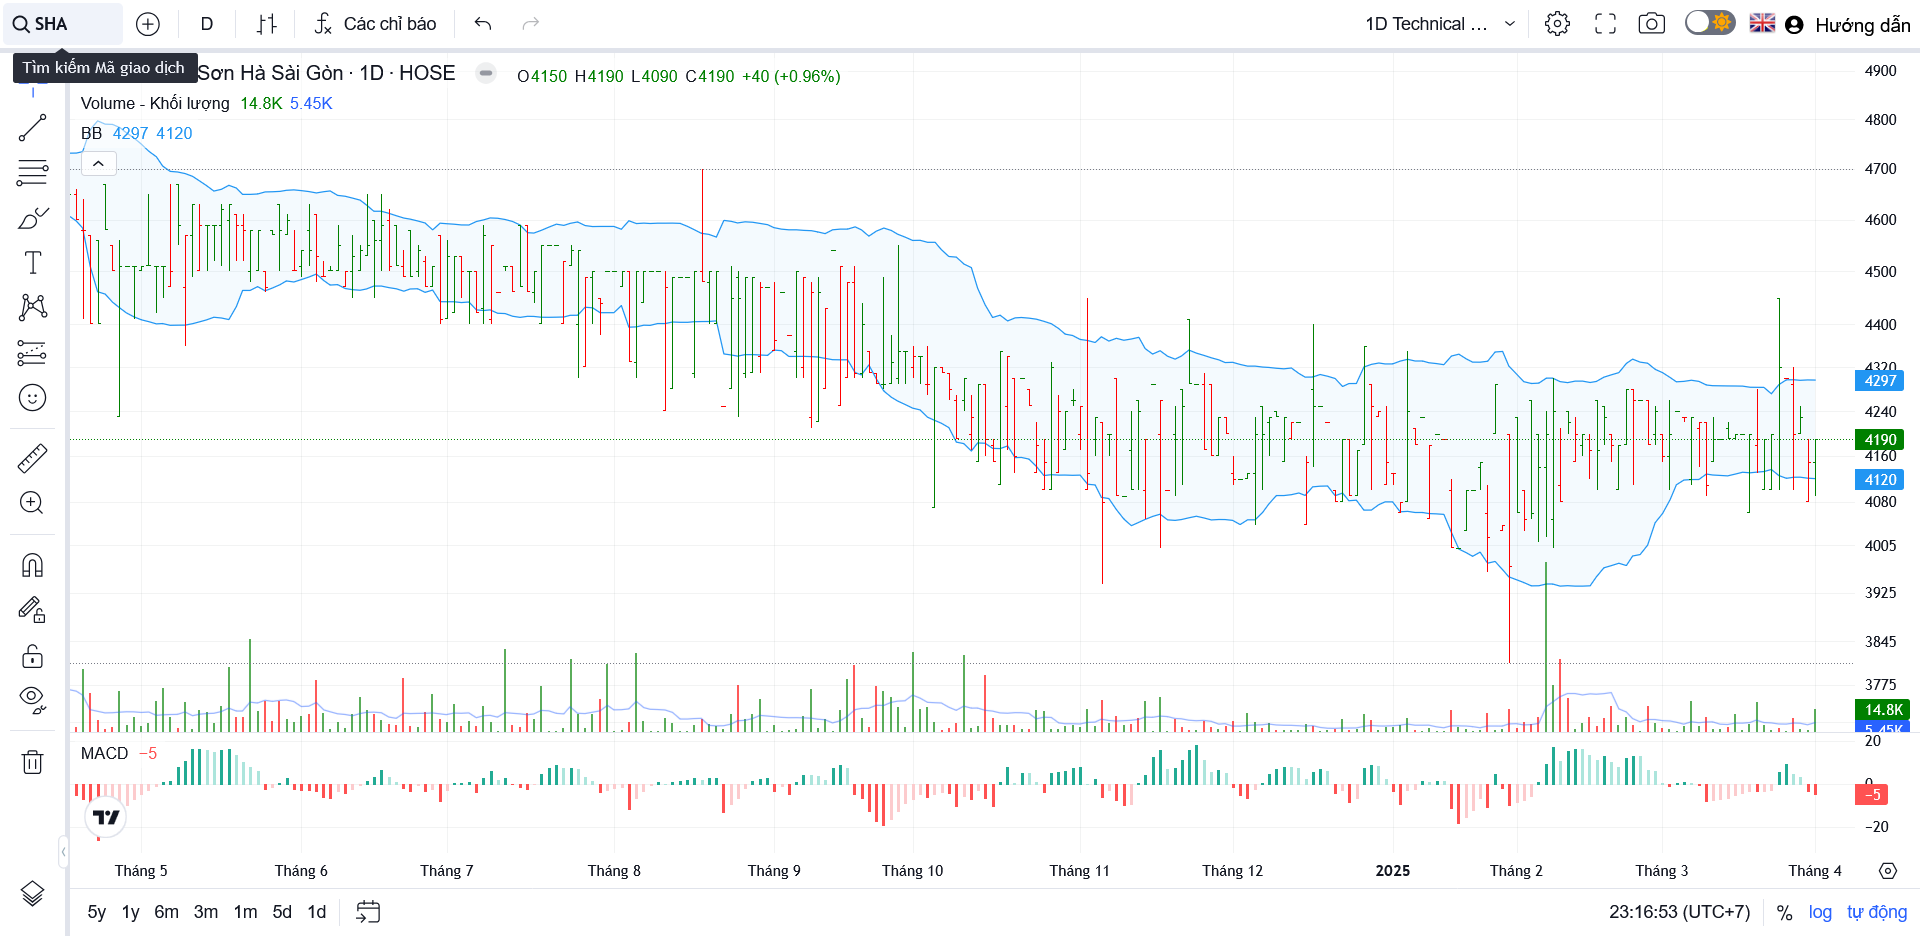 SHA
D
Các chỉ báo
1D Technical ...
Hướng dẫn
Tìm kiếm Mã giao dịch
Sơn Hà Sài Gòn · 1D · HOSE
O4150 H4190 L4090 C4190 +40 (+0.96%)
Volume - Khối lượng 14.8K 5.45K
BB 4297 4120
4900
4800
4700
4600
4500
4400
4320
4297
4240
4190
4160
4120
4080
4005
3925
3845
3775
14.8K
5.45K
MACD −5
20
0
−5
−20
Tháng 5 Tháng 6 Tháng 7 Tháng 8 Tháng 9 Tháng 10 Tháng 11 Tháng 12 2025 Tháng 2 Tháng 3 Tháng 4
5y 1y 6m 3m 1m 5d 1d
23:16:53 (UTC+7) % log tự động